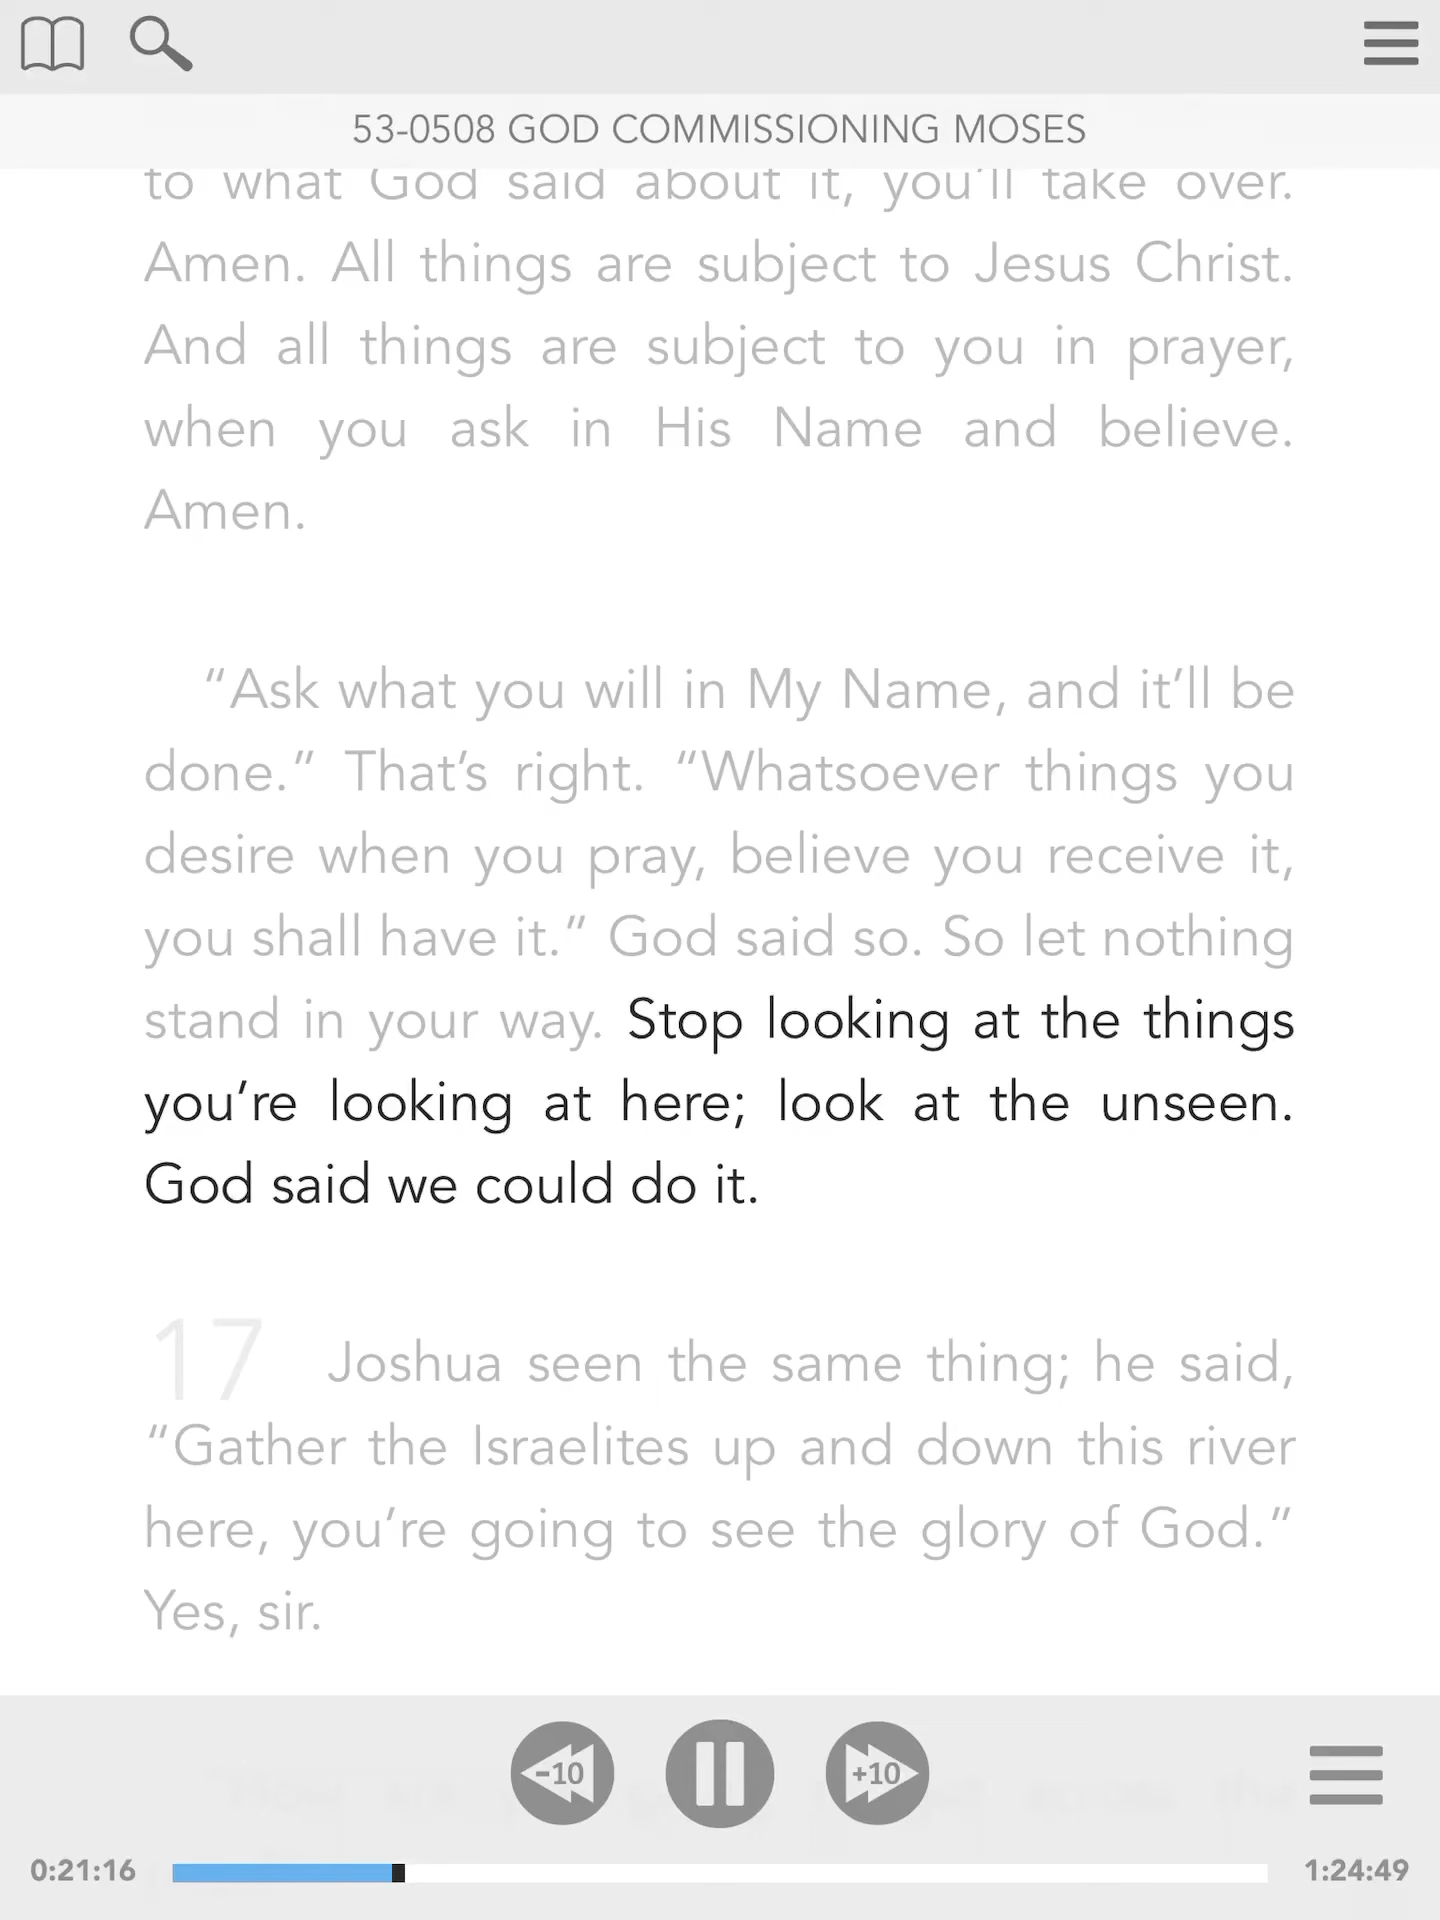 53-0508 GOD COMMISSIONING MOSES
to what God said about it, you'll take over.
Amen. All things are subject to Jesus Christ.
And all things are subject to you in prayer,
when you ask in His Name and believe.
Amen.
“Ask what you will in My Name, and it’ll be
done.” That’s right. “Whatsoever things you
desire when you pray, believe you receive it,
you shall have it.” God said so. So let nothing
stand in your way. Stop looking at the things
you’re looking at here; look at the unseen.
God said we could do it.
17 Joshua seen the same thing; he said,
“Gather the Israelites up and down this river
here, you’re going to see the glory of God.”
Yes, sir.
-10 +10
0:21:16 1:24:49